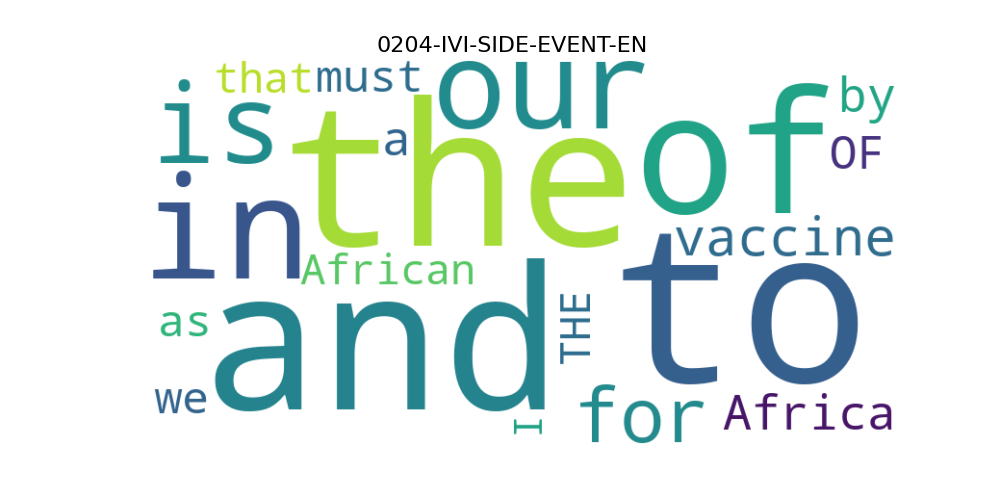 0204-IVI-SIDE-EVENT-EN
that must our
is a the of by
OF
in vaccine
African to
as and THE
we I for Africa